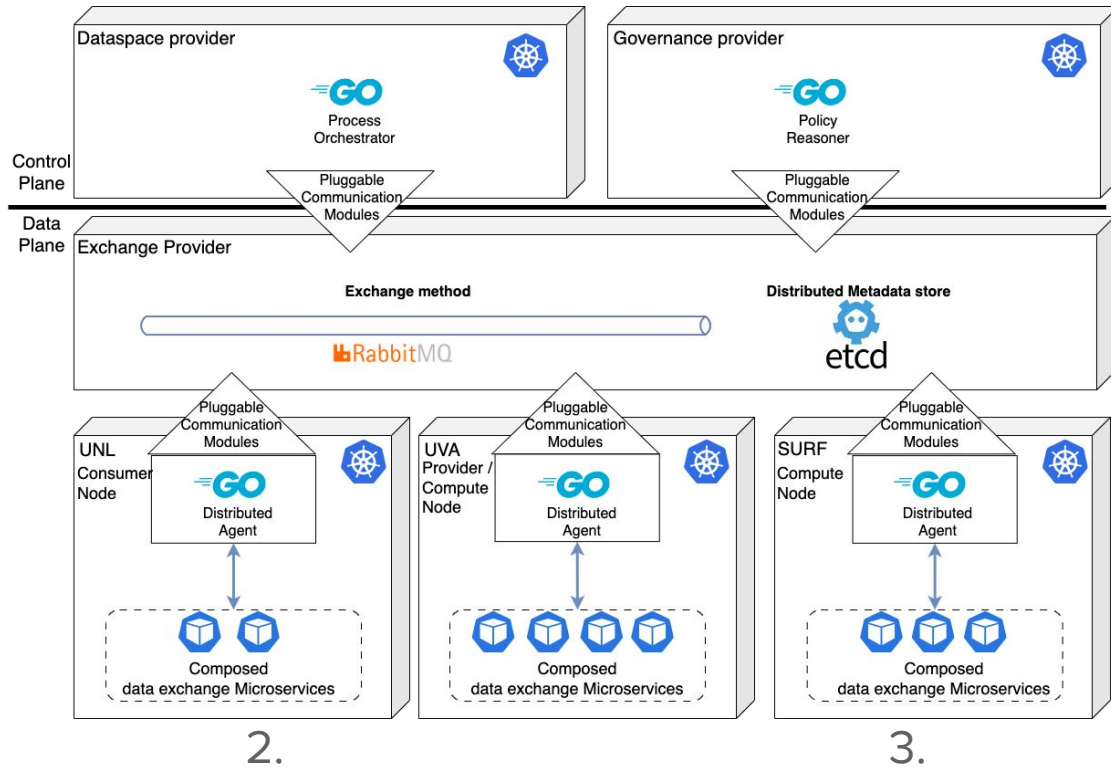 Dataspace provider
GO
Process
Orchestrator
Pluggable
Communication
Modules
Governance provider
GO
Policy
Reasoner
Pluggable
Communication
Modules
Control
Plane
Data
Plane
Exchange Provider
Exchange method
RabbitMQ
Distributed Metadata store
etcd
Pluggable
Communication
Modules
UNL
Consumer
Node
GO
Distributed
Agent
Composed
data exchange Microservices
Pluggable
Communication
Modules
UVA
Provider /
Compute
Node
GO
Distributed
Agent
Composed
data exchange Microservices
Pluggable
Communication
Modules
SURF
Compute
Node
GO
Distributed
Agent
Composed
data exchange Microservices
2.
3.